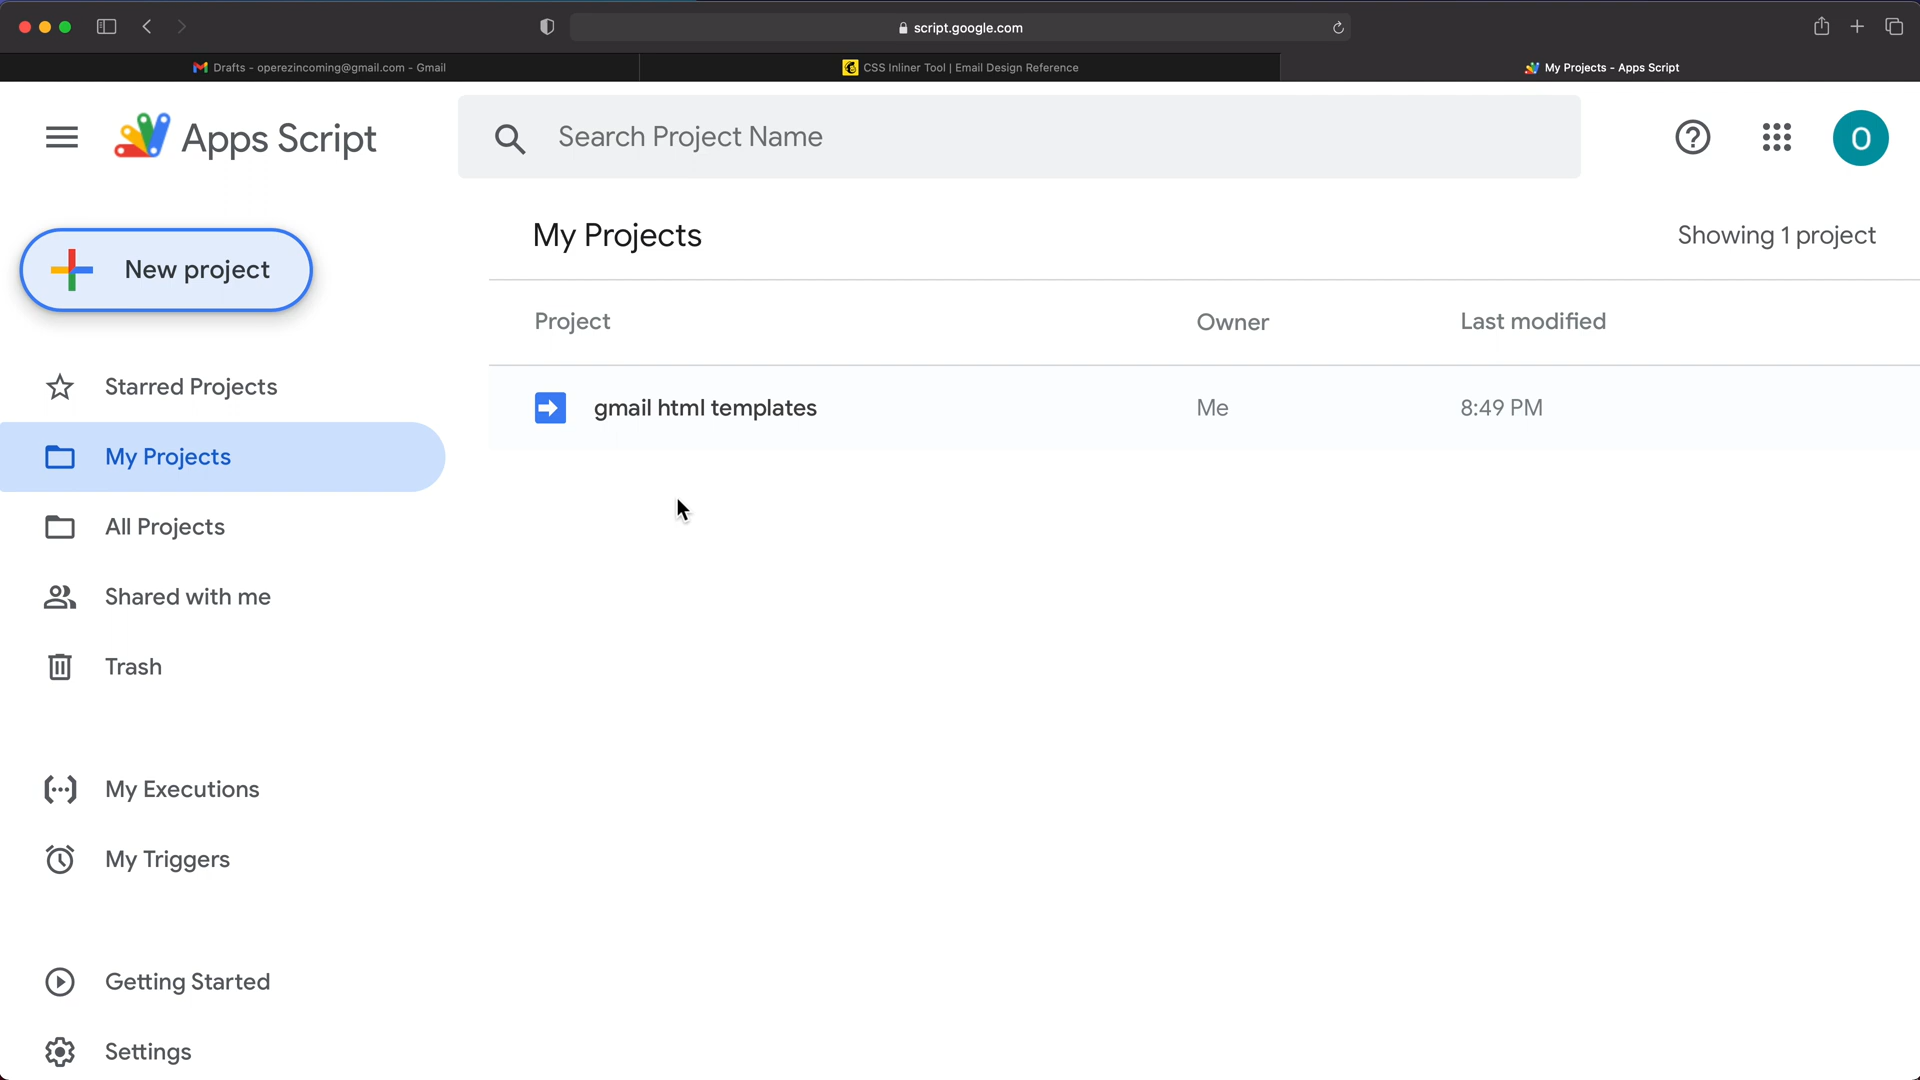 script.google.com
Drafts - operezincoming@gmail.com - Gmail
CSS Inliner Tool | Email Design Reference
My Projects - Apps Script
Apps Script
Search Project Name
O
New project
My Projects
Showing 1 project
Project
Owner
Last modified
gmail html templates
Me
8:49 PM
Starred Projects
My Projects
All Projects
Shared with me
Trash
My Executions
My Triggers
Getting Started
Settings